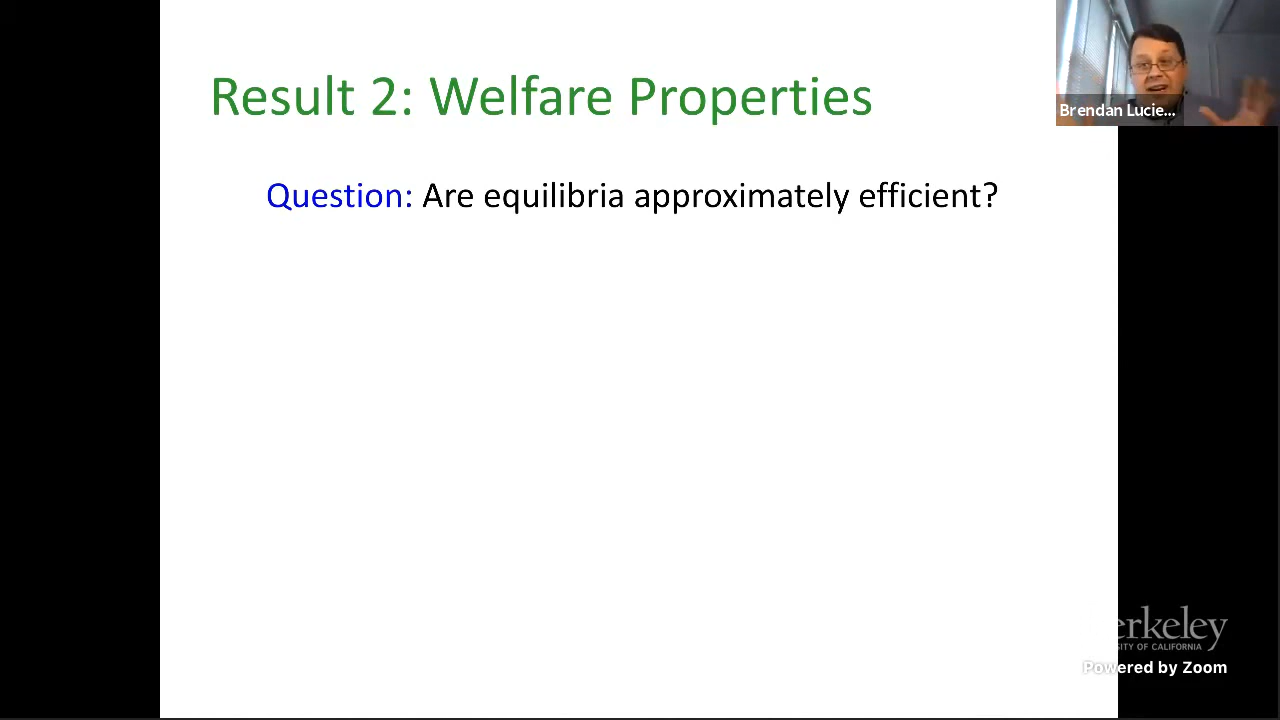 Result 2: Welfare Properties
Brendan Lucie...
Question: Are equilibria approximately efficient?
erkeley
SITY OF CALIFORNIA
Powered by Zoom